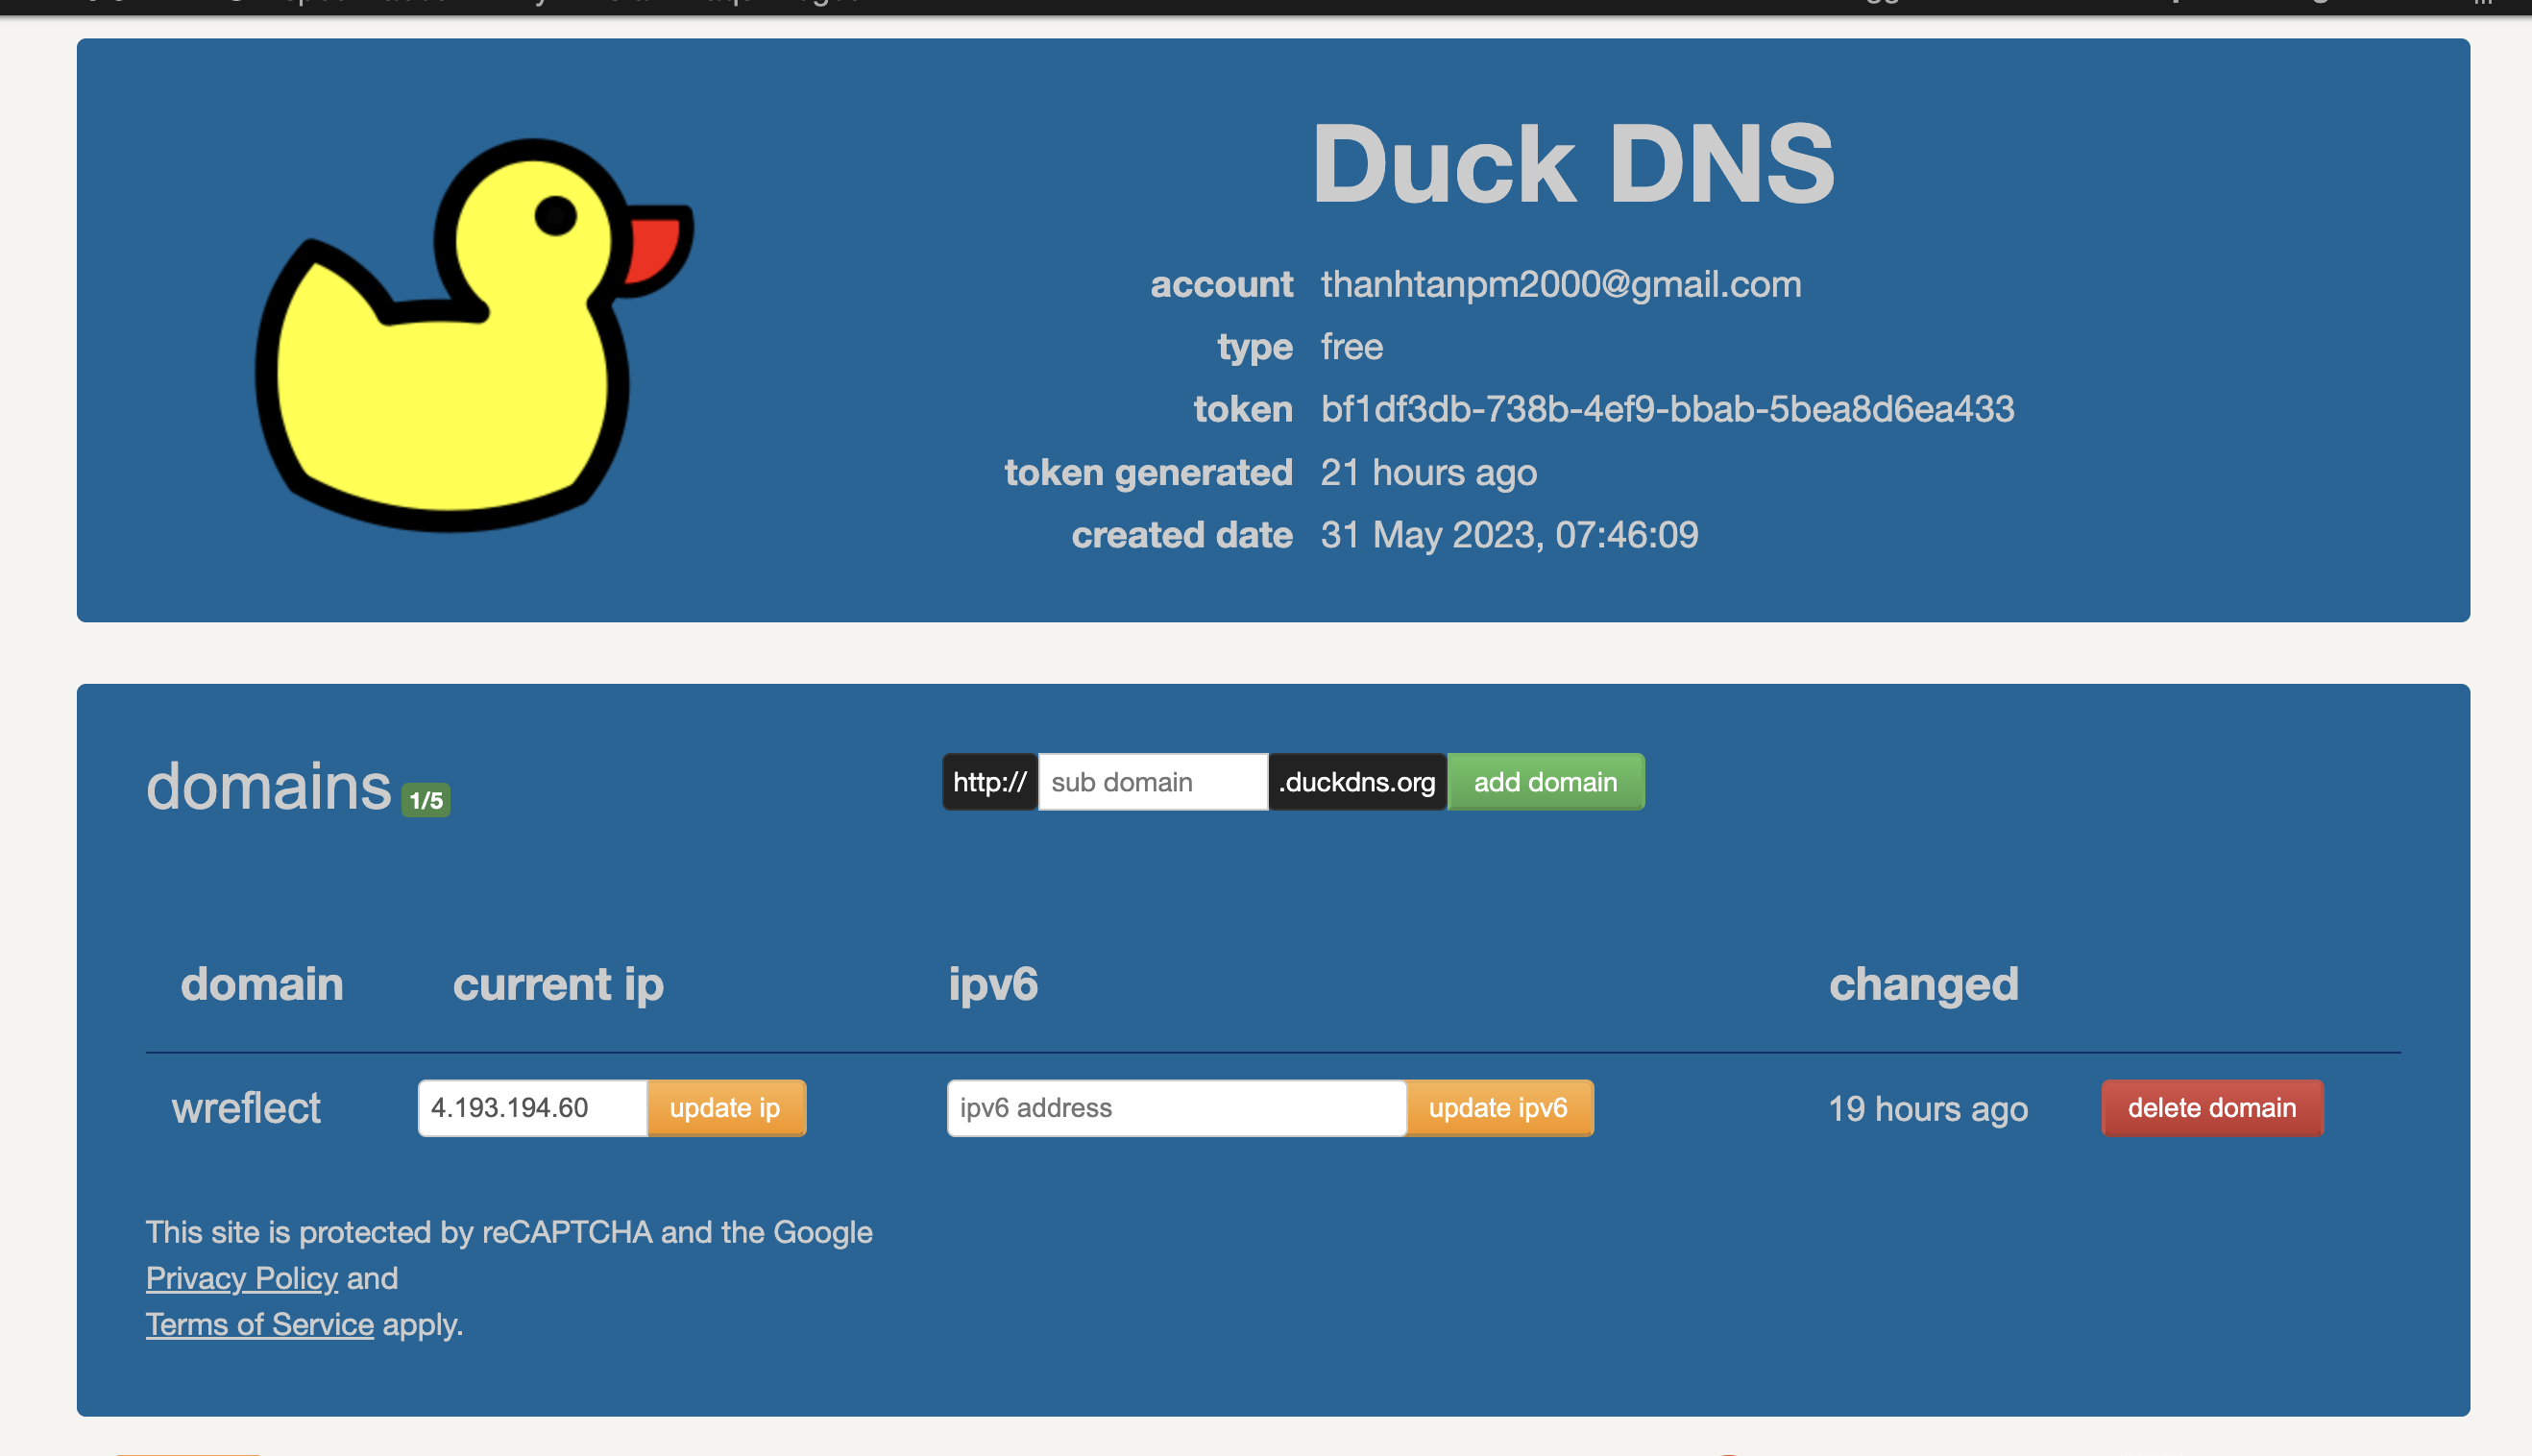 Duck DNS
account thanhtanpm2000@gmail.com
type free
token bf1df3db-738b-4ef9-bbab-5bea8d6ea433
token generated 21 hours ago
created date 31 May 2023, 07:46:09
domains 1/5
http:// sub domain .duckdns.org add domain
domain current ip ipv6 changed
wreflect 4.193.194.60 update ip ipv6 address update ipv6 19 hours ago delete domain
This site is protected by reCAPTCHA and the Google
Privacy Policy and
Terms of Service apply.